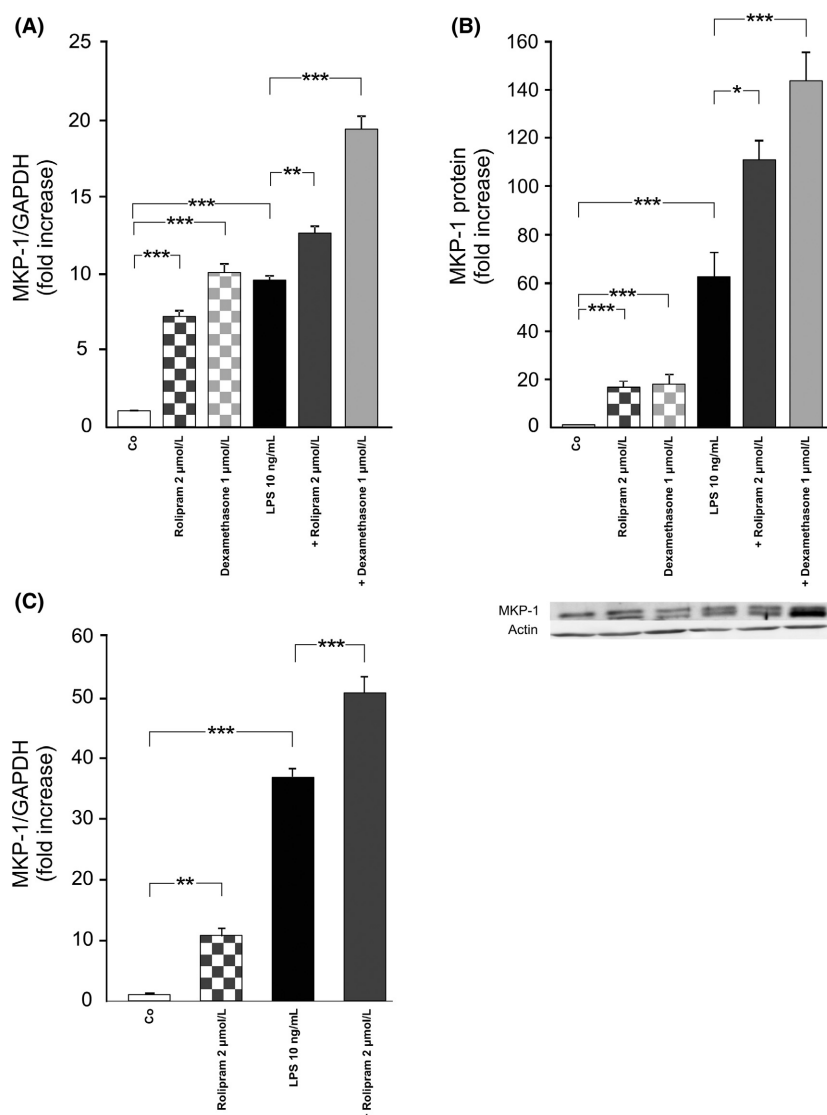 (A)
MKP-1/GAPDH
(fold increase)
25
20
15
10
5
0
***
***
***
**
***
Co
Rolipram 2 µmol/L
Dexamethasone 1 µmol/L
LPS 10 ng/mL
+ Rolipram 2 µmol/L
+ Dexamethasone 1 µmol/L
(B)
MKP-1 protein
(fold increase)
160
140
120
100
80
60
40
20
0
***
*
***
***
***
Co
Rolipram 2 µmol/L
Dexamethasone 1 µmol/L
LPS 10 ng/mL
+ Rolipram 2 µmol/L
+ Dexamethasone 1 µmol/L
MKP-1
Actin
(C)
MKP-1/GAPDH
(fold increase)
60
50
40
30
20
10
0
***
***
**
Co
Rolipram 2 µmol/L
LPS 10 ng/mL
+ Rolipram 2 µmol/L